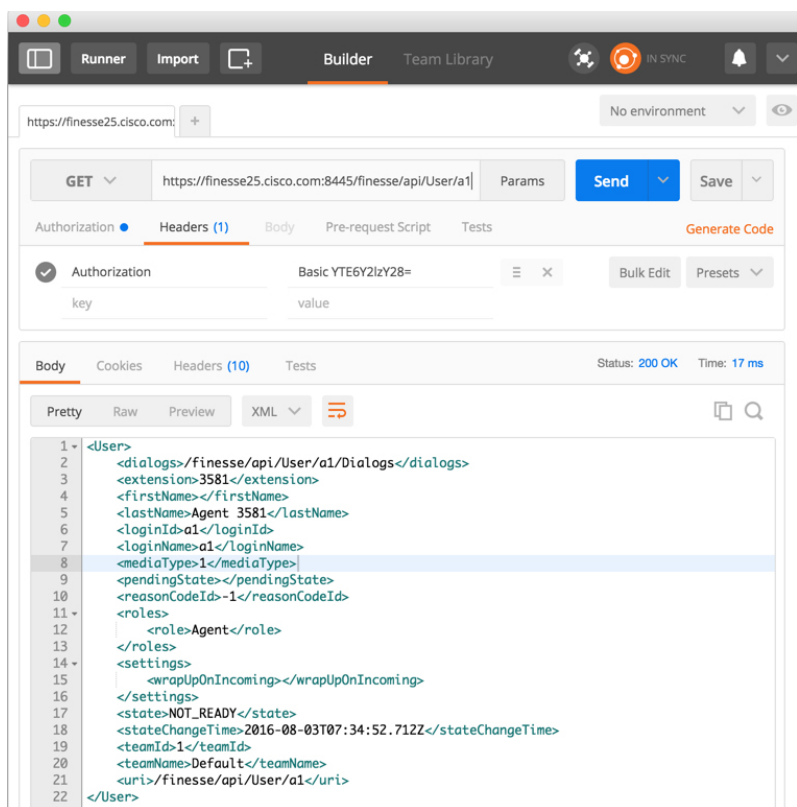 Runner Import Builder Team Library IN SYNC
https://finesse25.cisco.com: + No environment
GET https://finesse25.cisco.com:8445/finesse/api/User/a1 Params Send Save
Authorization Headers (1) Body Pre-request Script Tests Generate Code
Authorization Basic YTE6Y2lzY28= Bulk Edit Presets
key value
Body Cookies Headers (10) Tests Status: 200 OK Time: 17 ms
Pretty Raw Preview XML
1 <User>
2 <dialogs>/finesse/api/User/a1/Dialogs</dialogs>
3 <extension>3581</extension>
4 <firstName></firstName>
5 <lastName>Agent 3581</lastName>
6 <loginId>a1</loginId>
7 <loginName>a1</loginName>
8 <mediaType>1</mediaType>
9 <pendingState></pendingState>
10 <reasonCodeId>-1</reasonCodeId>
11 <roles>
12 <role>Agent</role>
13 </roles>
14 <settings>
15 <wrapUpOnIncoming></wrapUpOnIncoming>
16 </settings>
17 <state>NOT_READY</state>
18 <stateChangeTime>2016-08-03T07:34:52.712Z</stateChangeTime>
19 <teamId>1</teamId>
20 <teamName>Default</teamName>
21 <uri>/finesse/api/User/a1</uri>
22 </User>